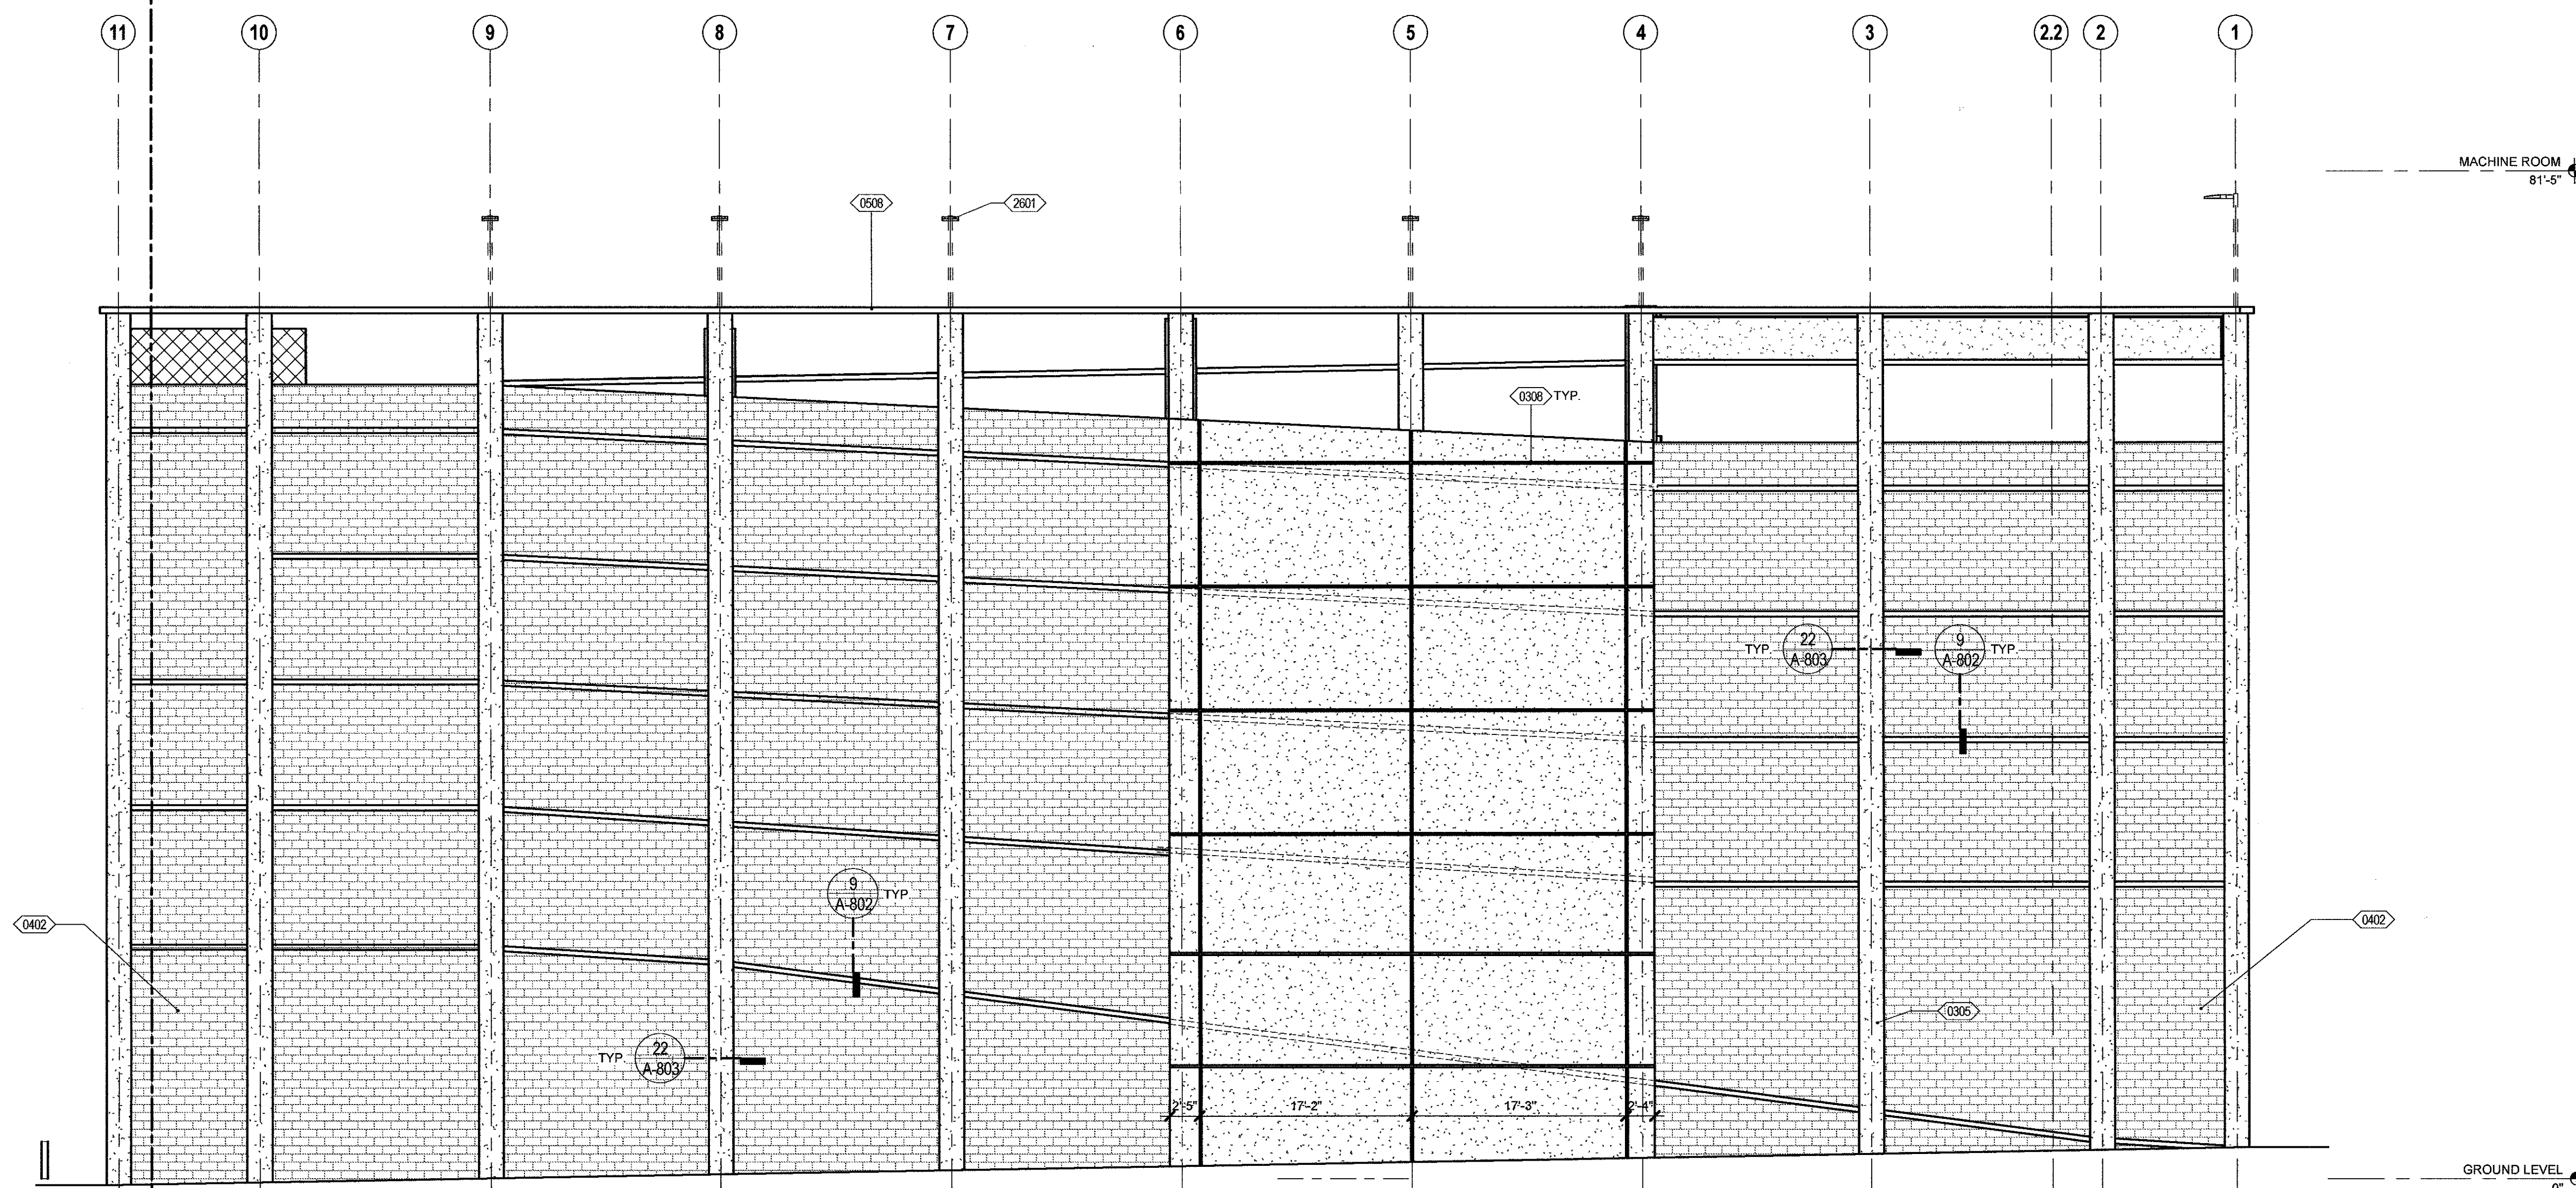 11 10 9 8 7 6 5 4 3 2.2 2 1
MACHINE ROOM
81'-5"
0508
2601
0308 TYP.
TYP. 22 A-803
9 A-802 TYP.
9 A-802 TYP
0402
0402
0305
TYP. 22 A-803
2'-5" 17'-2" 17'-3" 2'-4"
GROUND LEVEL
0"